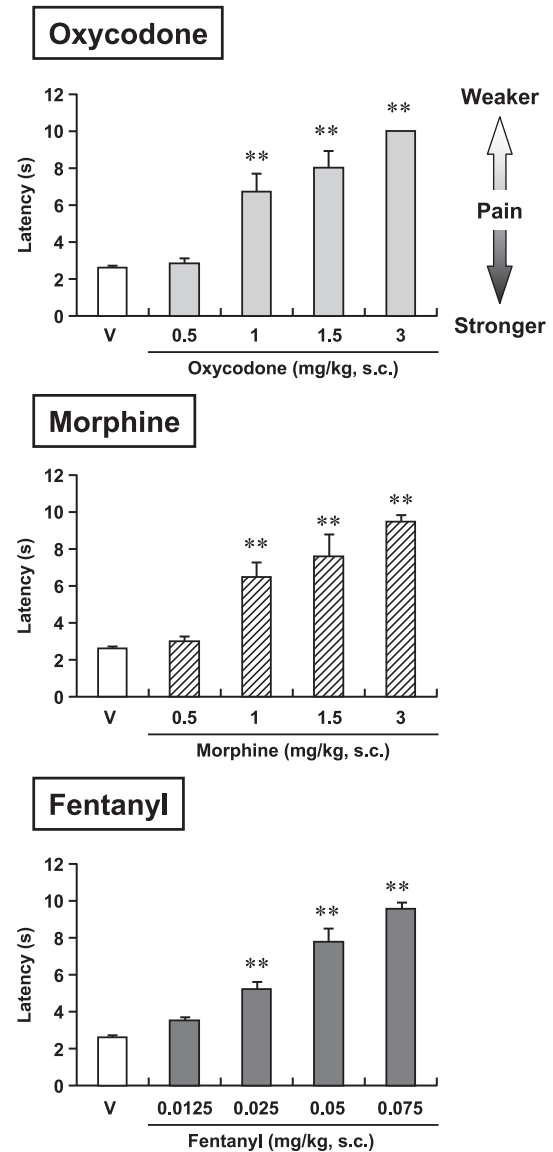 Oxycodone
12
10
8
6
4
2
0
Latency (s)
**
**
**
V 0.5 1 1.5 3
Oxycodone (mg/kg, s.c.)
Weaker
Pain
Stronger
Morphine
12
10
8
6
4
2
0
Latency (s)
**
**
**
V 0.5 1 1.5 3
Morphine (mg/kg, s.c.)
Fentanyl
12
10
8
6
4
2
0
Latency (s)
**
**
**
V 0.0125 0.025 0.05 0.075
Fentanyl (mg/kg, s.c.)